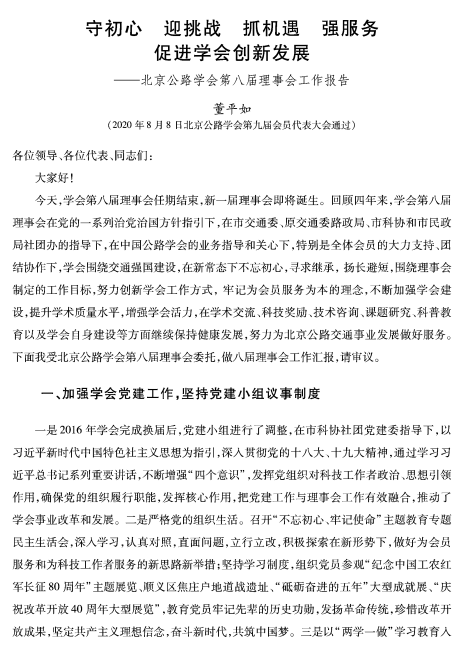 守初心　迎挑战　抓机遇　强服务
促进学会创新发展
——北京公路学会第八届理事会工作报告
董平如
(2020 年 8 月 8 日北京公路学会第九届会员代表大会通过)
各位领导、各位代表、同志们：
大家好！
今天，学会第八届理事会任期结束，新一届理事会即将诞生。回顾四年来，学会第八届
理事会在党的一系列治党治国方针指引下，在市交通委、原交通委路政局、市科协和市民政
局社团办的指导下，在中国公路学会的业务指导和关心下，特别是全体会员的大力支持、团
结协作下，学会围绕交通强国建设，在新常态下不忘初心，寻求继承，扬长避短，围绕理事会
制定的工作目标，努力创新学会工作方式，牢记为会员服务为本的理念，不断加强学会建
设，提升学术质量水平，增强学会活力，在学术交流、科技奖励、技术咨询、课题研究、科普教
育以及学会自身建设等方面继续保持健康发展，努力为北京公路交通事业发展做好服务。
下面我受北京公路学会第八届理事会委托，做八届理事会工作汇报，请审议。
一、加强学会党建工作，坚持党建小组议事制度
一是 2016 年学会完成换届后，党建小组进行了调整，在市科协社团党建委指导下，以
习近平新时代中国特色社主义思想为指引，深入贯彻党的十八大、十九大精神，通过学习习
近平总书记系列重要讲话，不断增强“四个意识”，发挥党组织对科技工作者政治、思想引领
作用，确保党的组织履行职能，发挥核心作用，把党建工作与理事会工作有效融合，推动了
学会事业改革和发展。二是严格党的组织生活。召开“不忘初心、牢记使命”主题教育专题
民主生活会，深入学习，认真对照，直面问题，立行立改，积极探索在新形势下，做好为会员
服务和为科技工作者服务的新思路新举措；坚持学习制度，组织党员参观“纪念中国工农红
军长征 80 周年”主题展览、顺义区焦庄户地道战遗址、“砥砺奋进的五年”大型成就展、“庆
祝改革开放 40 周年大型展览”，教育党员牢记先辈的历史功勋，发扬革命传统，珍惜改革开
放成果，坚定共产主义理想信念，奋斗新时代，共筑中国梦。三是以“两学一做”学习教育入